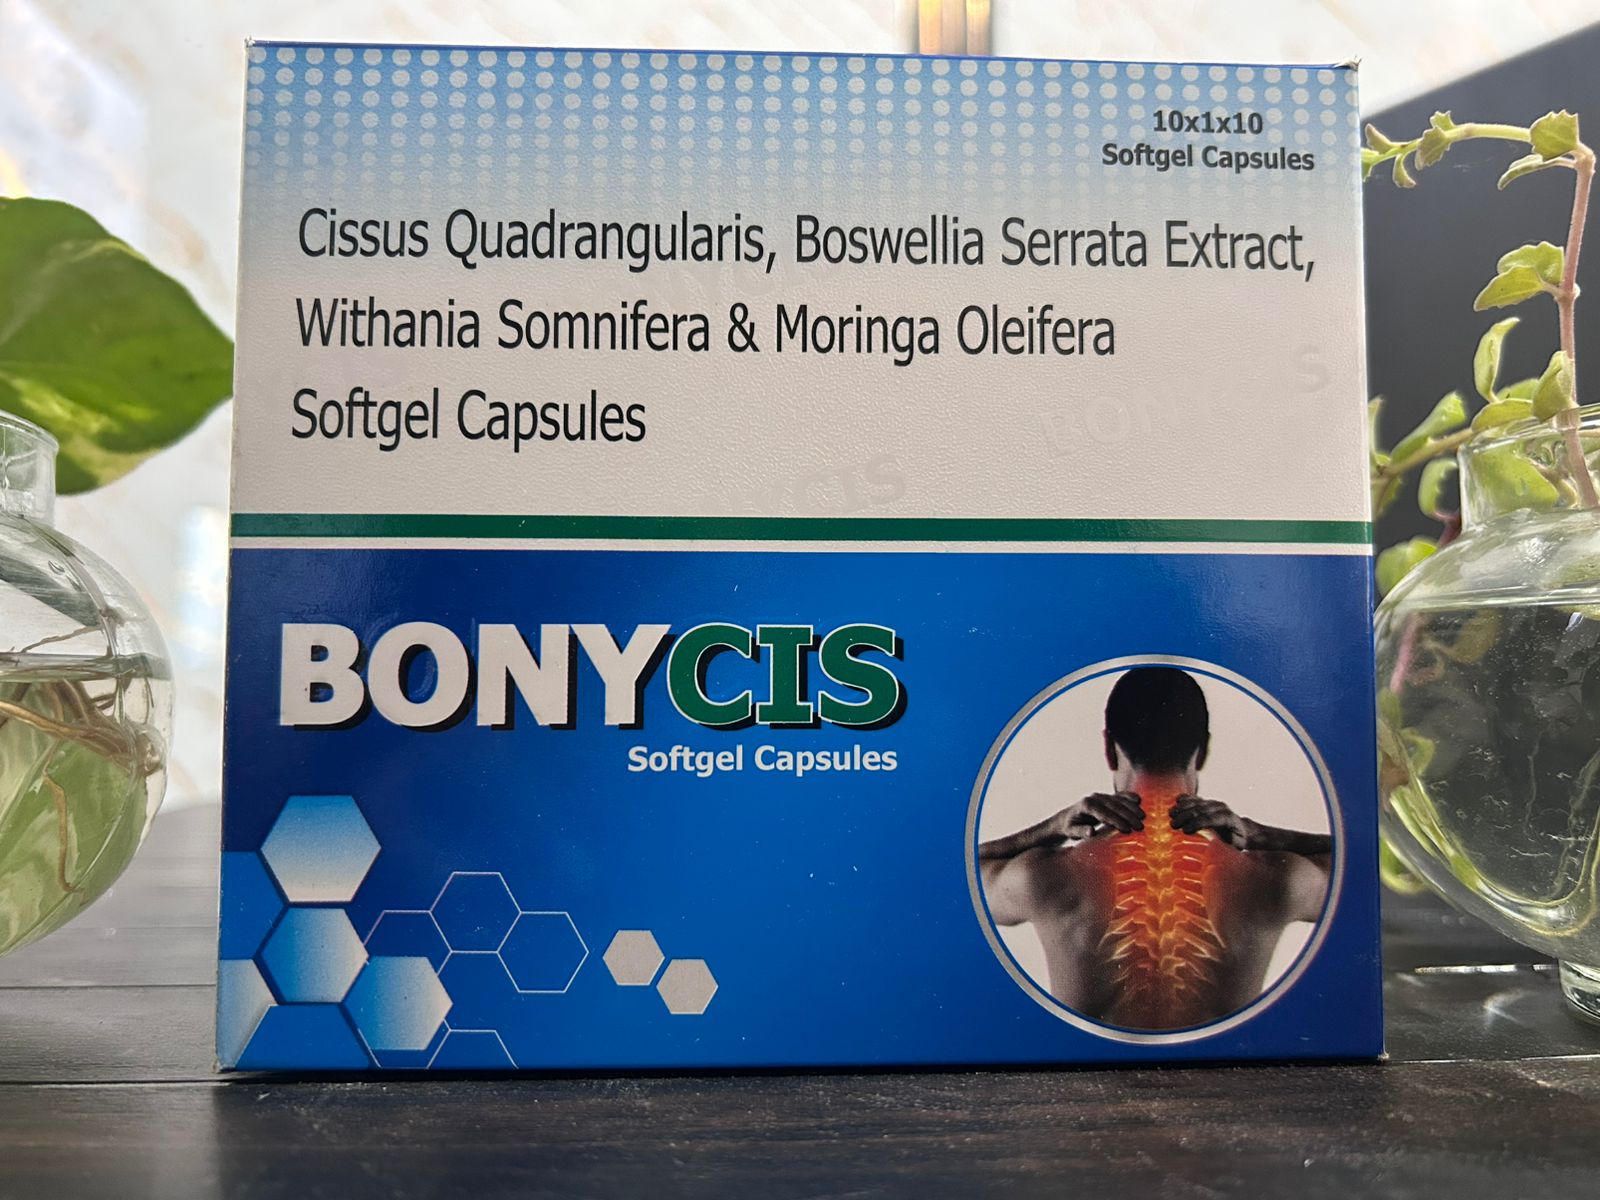 10x1x10
Softgel Capsules
Cissus Quadrangularis, Boswellia Serrata Extract,
Withania Somnifera & Moringa Oleifera
Softgel Capsules
BONYCIS
Softgel Capsules